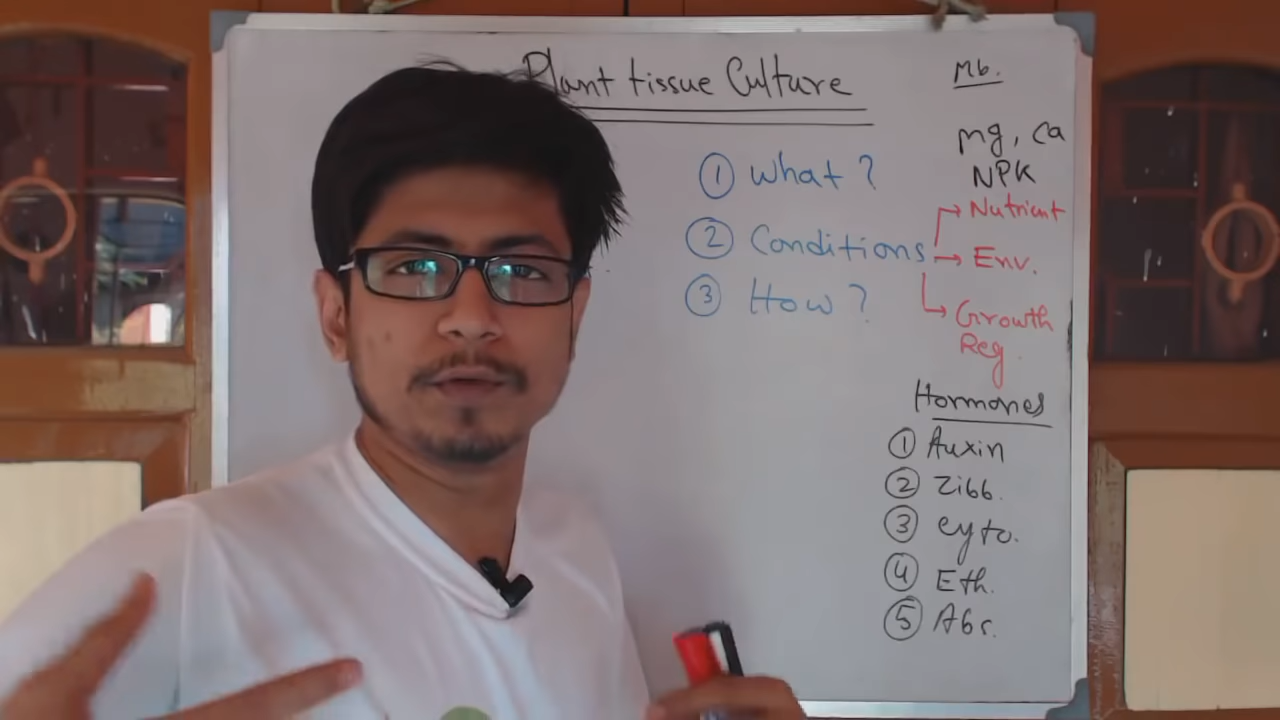 Plant tissue Culture
① What ?
② Conditions
③ How ?
Mb.
Mg, Ca
NPK
→ Nutrient
→ Env.
→ Growth
Reg.
Hormones
① Auxin
② Zibb.
③ Cyto.
④ Eth.
⑤ Abs.